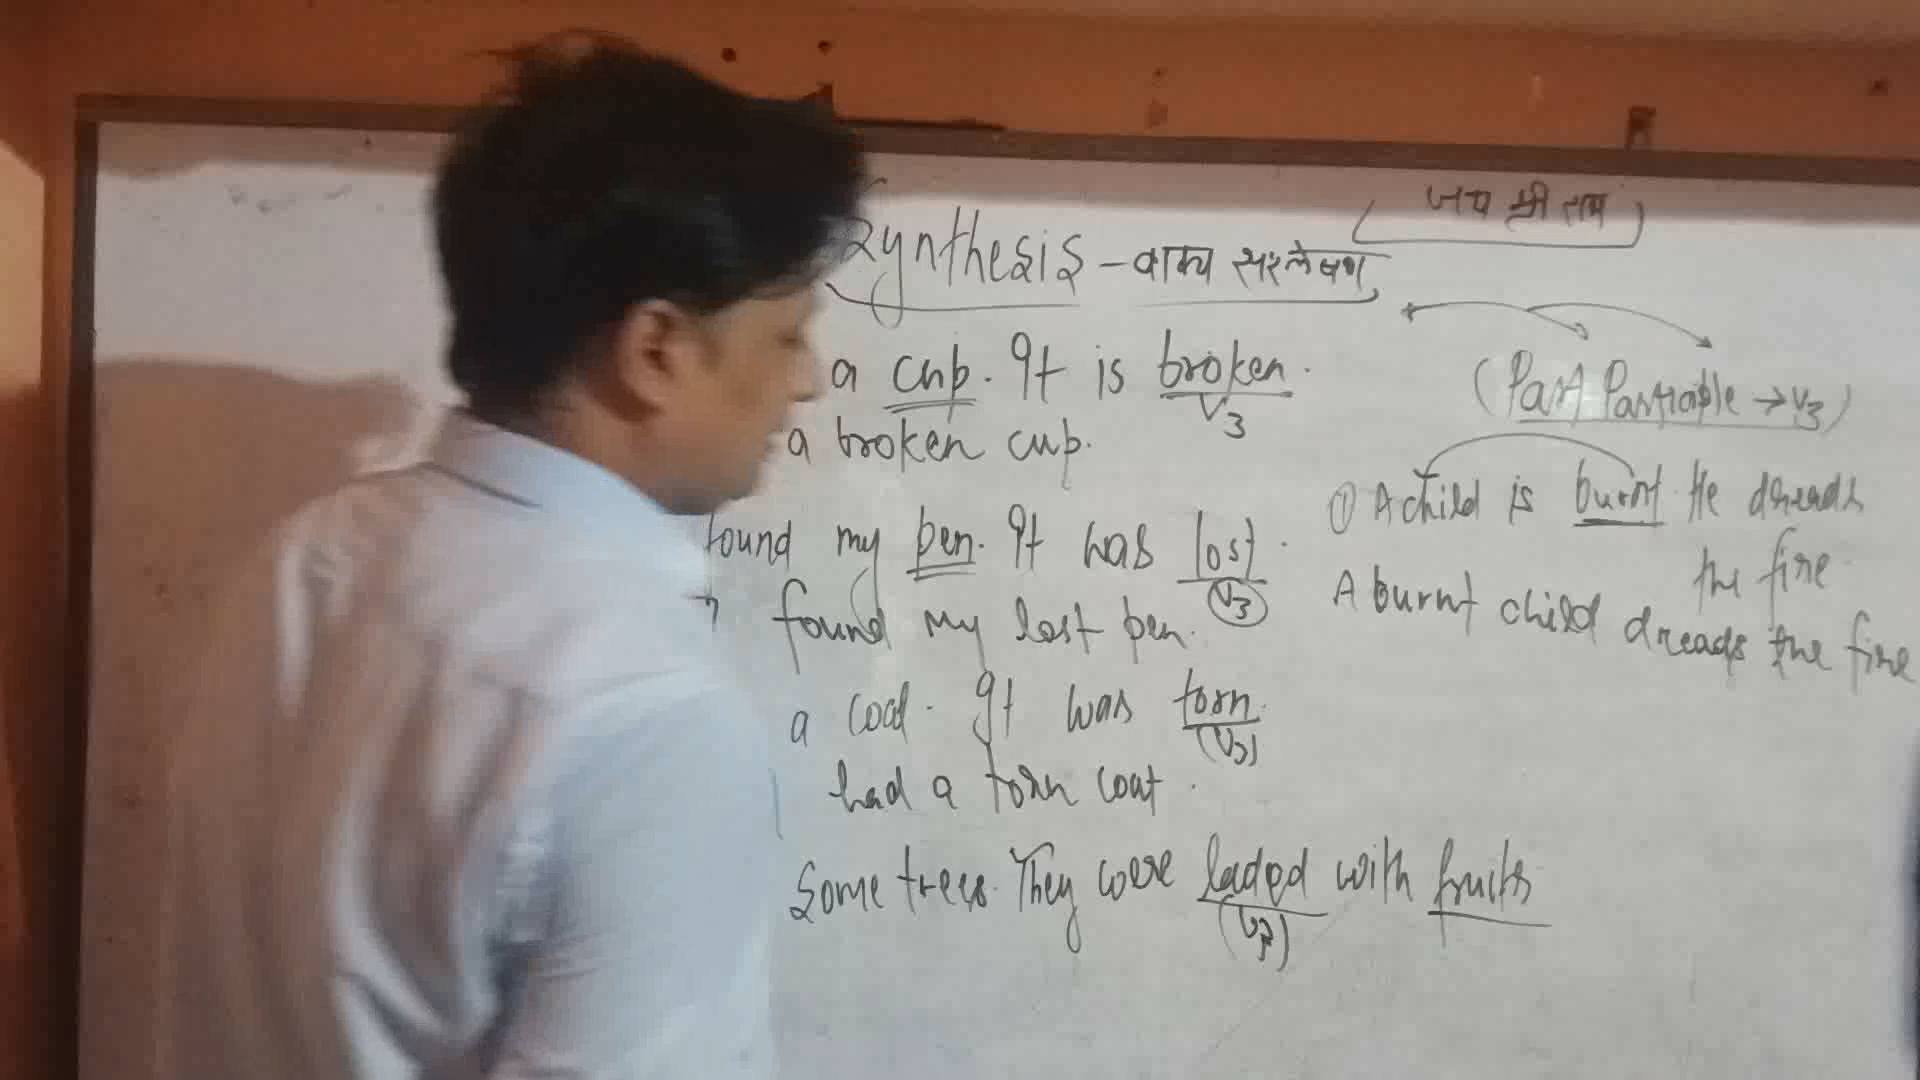 जय श्री राम
Synthesis - वाक्य संश्लेषण
(Past Participle → V3)
a cup. It is broken.
V3
a broken cup.
found my pen. It was lost.
V3
found my lost pen.
a coat. It was torn.
(V3)
had a torn coat.
Some trees. They were laded with fruits
(V3)
① A child is burnt. He dreads
the fire
A burnt child dreads the fire